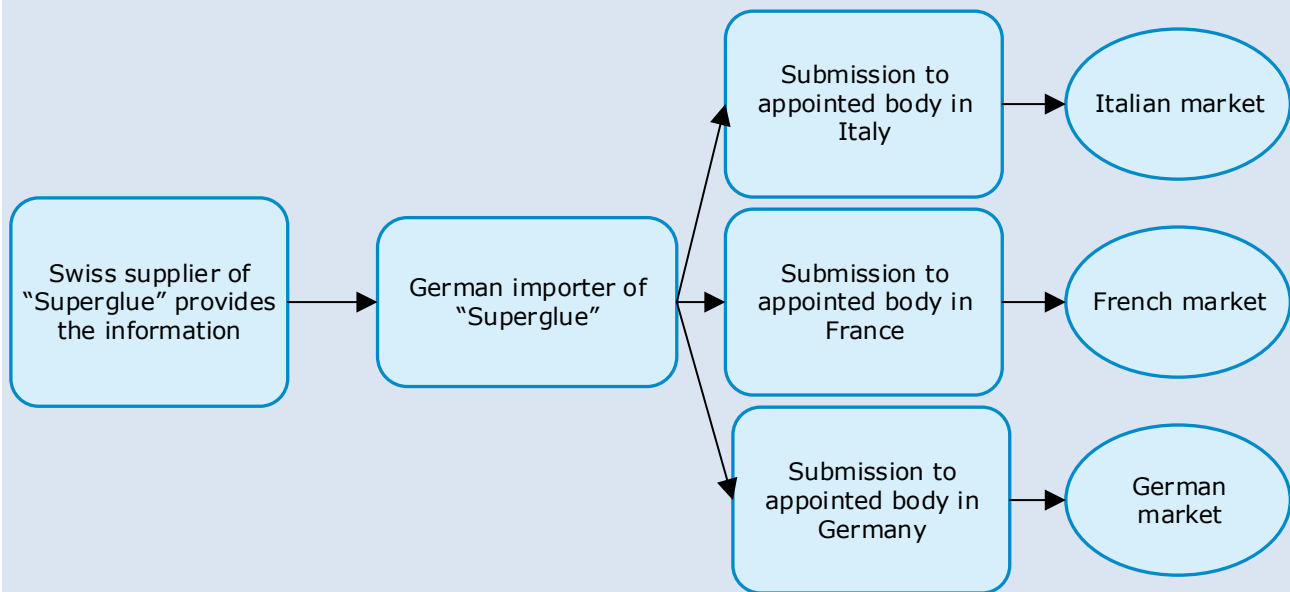 Swiss supplier of
“Superglue” provides
the information
German importer of
“Superglue”
Submission to
appointed body in
Italy
Italian market
Submission to
appointed body in
France
French market
Submission to
appointed body in
Germany
German
market